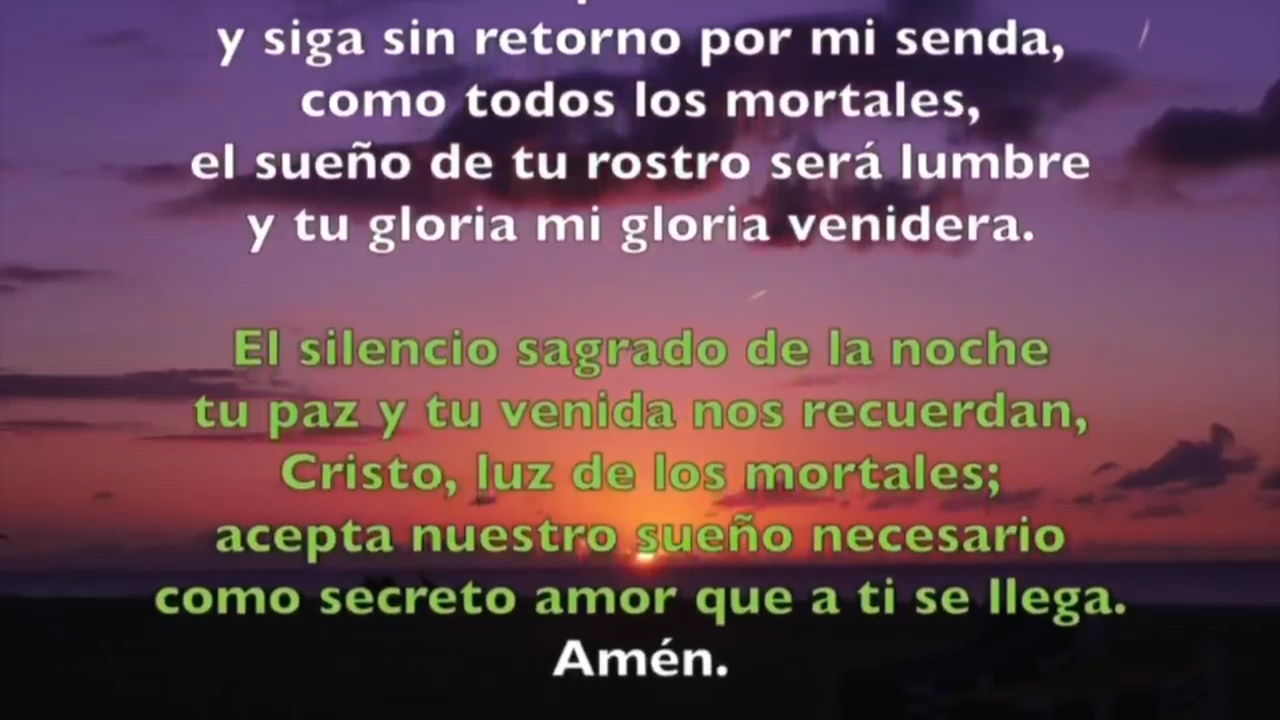 y siga sin retorno por mi senda,
como todos los mortales,
el sueño de tu rostro será lumbre
y tu gloria mi gloria venidera.
El silencio sagrado de la noche
tu paz y tu venida nos recuerdan,
Cristo, luz de los mortales;
acepta nuestro sueño necesario
como secreto amor que a ti se llega.
Amén.